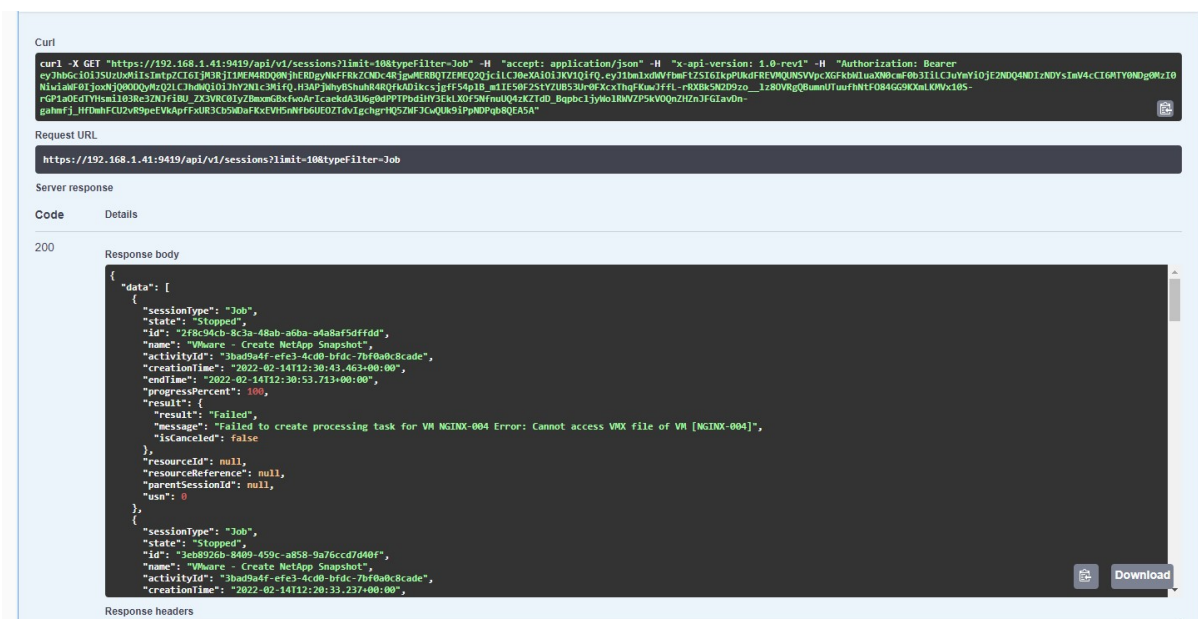 Curl
curl -X GET "https://192.168.1.41:9419/api/v1/sessions?limit=10&typeFilter=Job" -H "accept: application/json" -H "x-api-version: 1.0-rev1" -H "Authorization: Bearer
Request URL
https://192.168.1.41:9419/api/v1/sessions?limit=10&typeFilter=Job
Server response
Code Details
200
Response body
{
"data": [
{
"sessionType": "Job",
"state": "Stopped",
"id": "2f8c94cb-8c3a-48ab-a6ba-a4a8af5dffdd",
"name": "VMware - Create NetApp Snapshot",
"activityId": "3bad9a4f-efe3-4cd0-bfdc-7bf0a0c8cade",
"creationTime": "2022-02-14T12:30:43.463+00:00",
"endTime": "2022-02-14T12:30:53.713+00:00",
"progressPercent": 100,
"result": {
"result": "Failed",
"message": "Failed to create processing task for VM NGINX-004 Error: Cannot access VMX file of VM [NGINX-004]",
"isCanceled": false
},
"resourceId": null,
"resourceReference": null,
"parentSessionId": null,
"usn": 0
},
{
"sessionType": "Job",
"state": "Stopped",
"id": "3eb8926b-8409-459c-a858-9a76ccd7d40f",
"name": "VMware - Create NetApp Snapshot",
"activityId": "3bad9a4f-efe3-4cd0-bfdc-7bf0a0c8cade",
"creationTime": "2022-02-14T12:20:33.237+00:00",
Download
Response headers